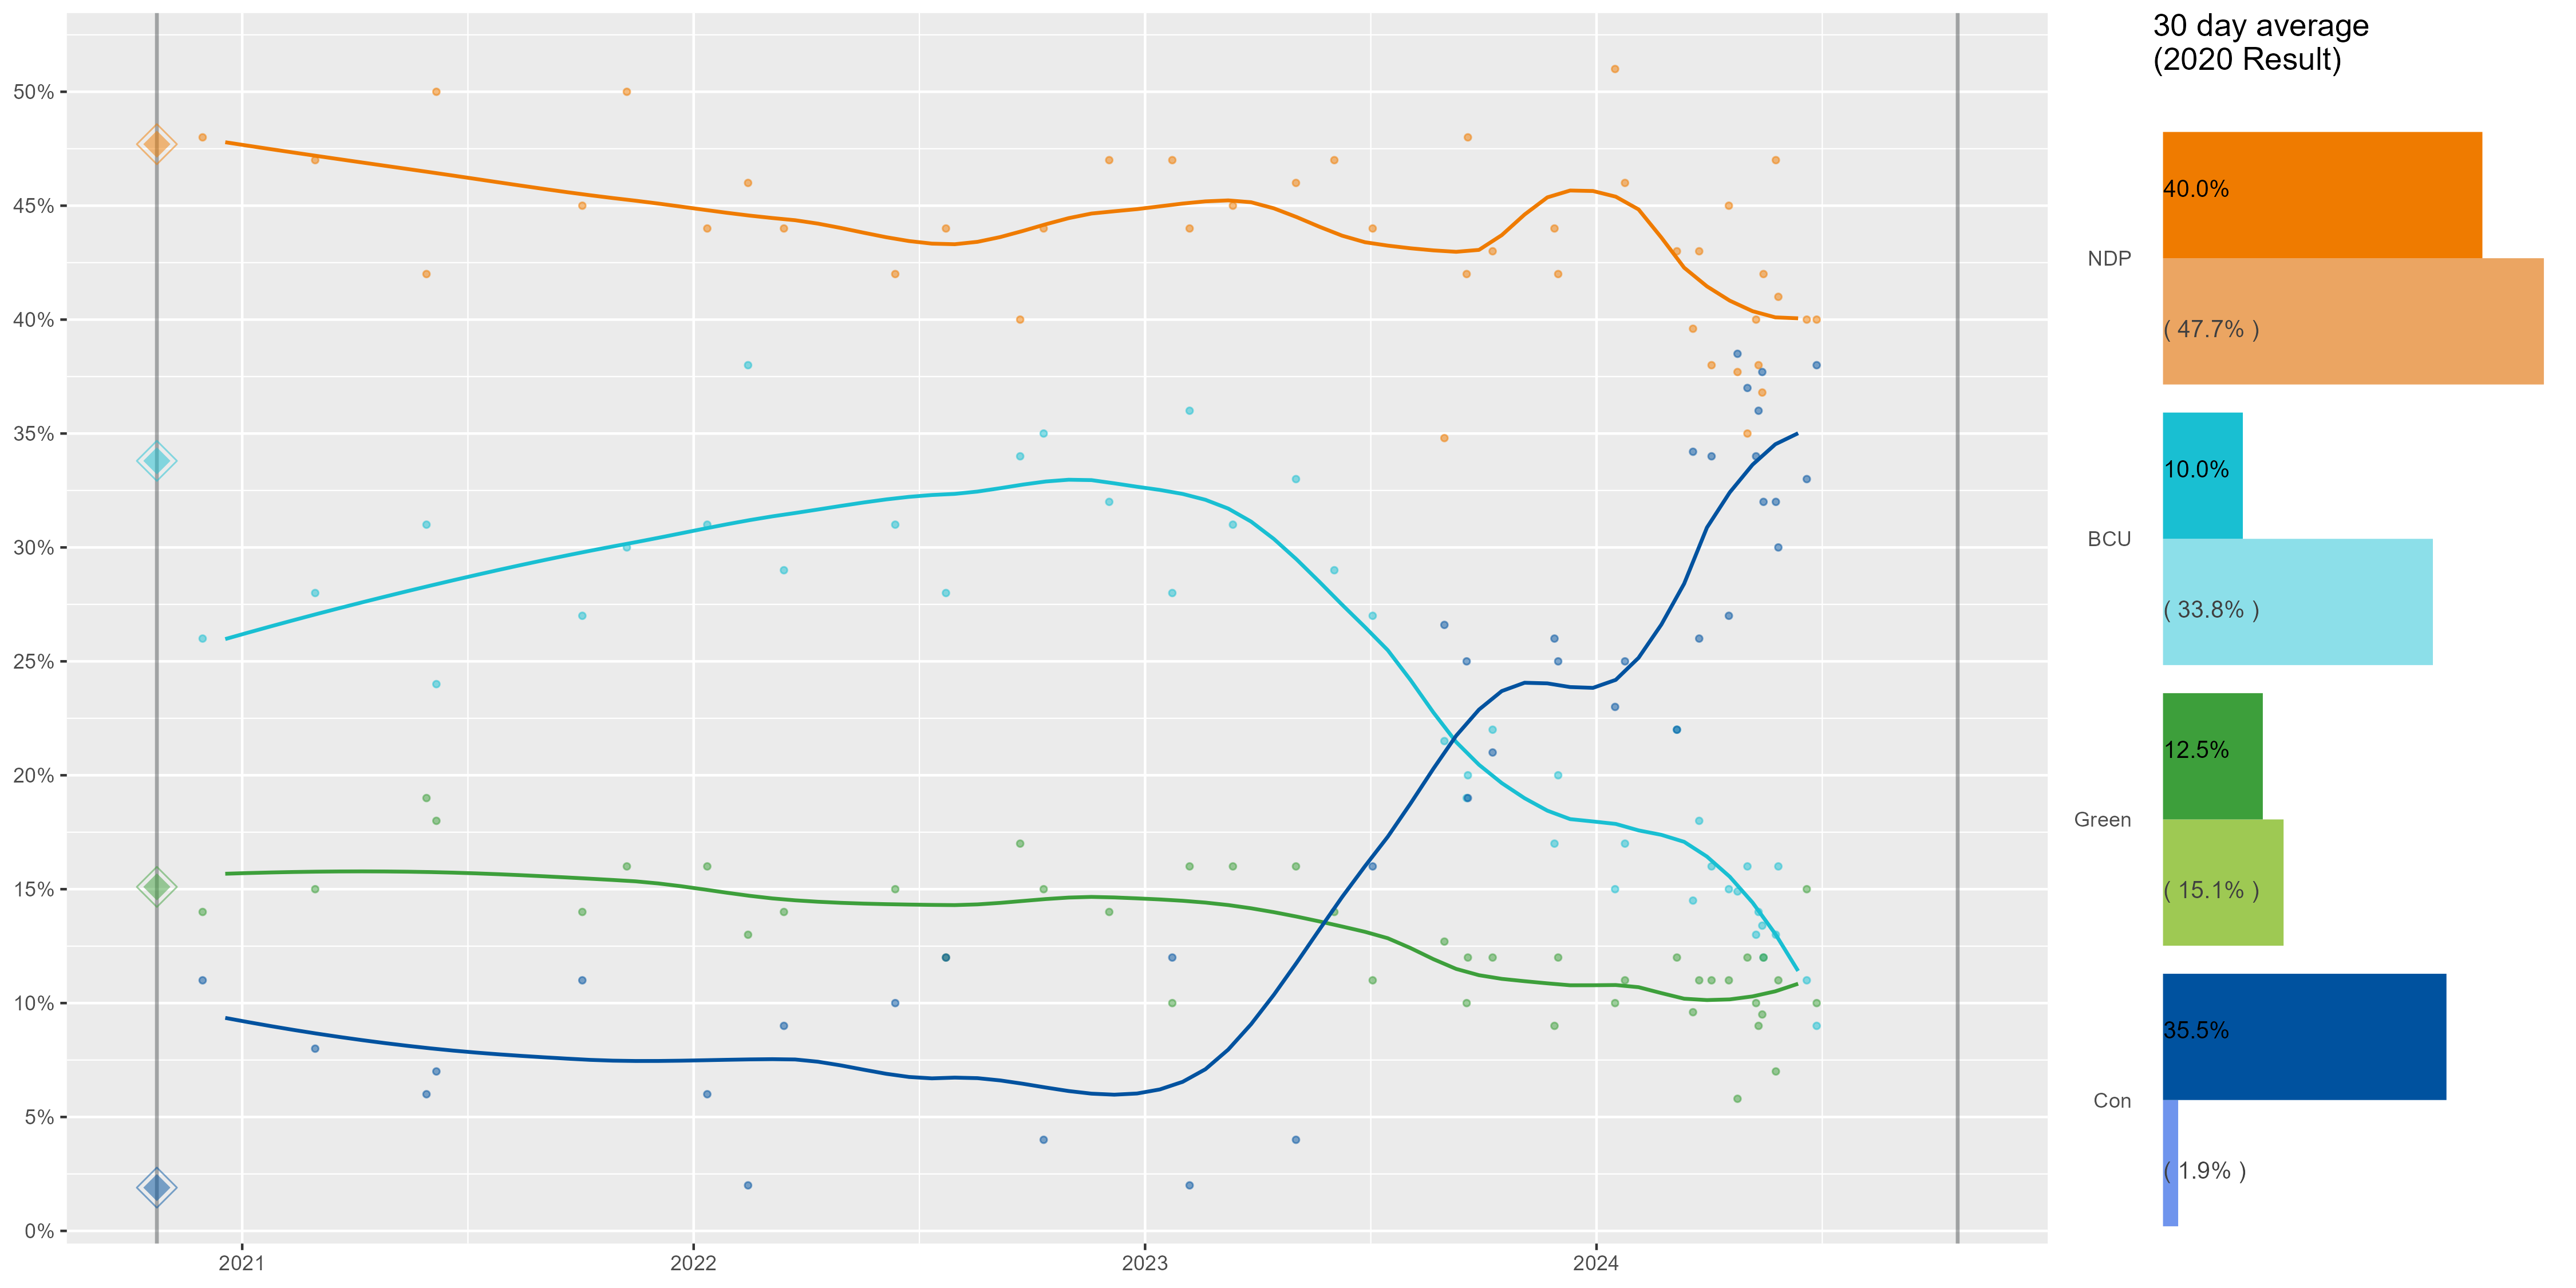 30 day average
(2020 Result)
50%
45%
40%
35%
30%
25%
20%
15%
10%
5%
0%
2021
2022
2023
2024
NDP
40.0%
( 47.7% )
BCU
10.0%
( 33.8% )
Green
12.5%
( 15.1% )
Con
35.5%
( 1.9% )